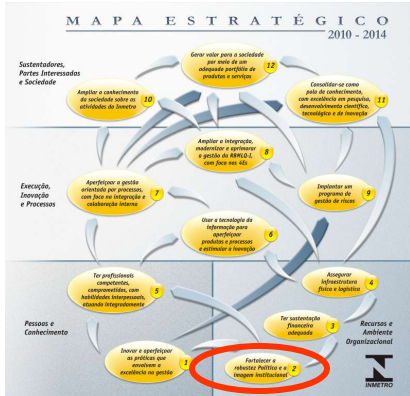 MAPA ESTRATÉGICO
2010 - 2014
Sustentadores,
Partes Interessadas
e Sociedade
Gerar valor para a sociedade
por meio de um
adequado portfólio de
produtos e serviços
12
Ampliar o conhecimento
da sociedade sobre as
atividades do Inmetro
10
Consolidar-se como
polo de conhecimento,
com excelência em pesquisa,
desenvolvimento científico,
tecnológico e de inovação
11
Ampliar a integração,
modernizar e aprimorar
a gestão da RBMLQ-I,
com foco nos 4Es
8
Execução,
Inovação
e Processos
Aperfeiçoar a gestão
orientada por processos,
com foco na integração e
colaboração interna
7
Implantar um
programa de
gestão de riscos
9
Usar a tecnologia da
informação para
aperfeiçoar
produtos e processos
e estimular a inovação
6
Ter profissionais
competentes,
comprometidos, com
habilidades interpessoais,
atuando integradamente
5
Assegurar
infraestrutura
física e logística
4
Pessoas e
Conhecimento
Ter sustentação
financeira
adequada
3
Recursos e
Ambiente
Organizacional
Inovar e aperfeiçoar
as práticas que
envolvem a
excelência na gestão
1
Fortalecer a
robustez Política e a
imagem institucional
2
INMETRO